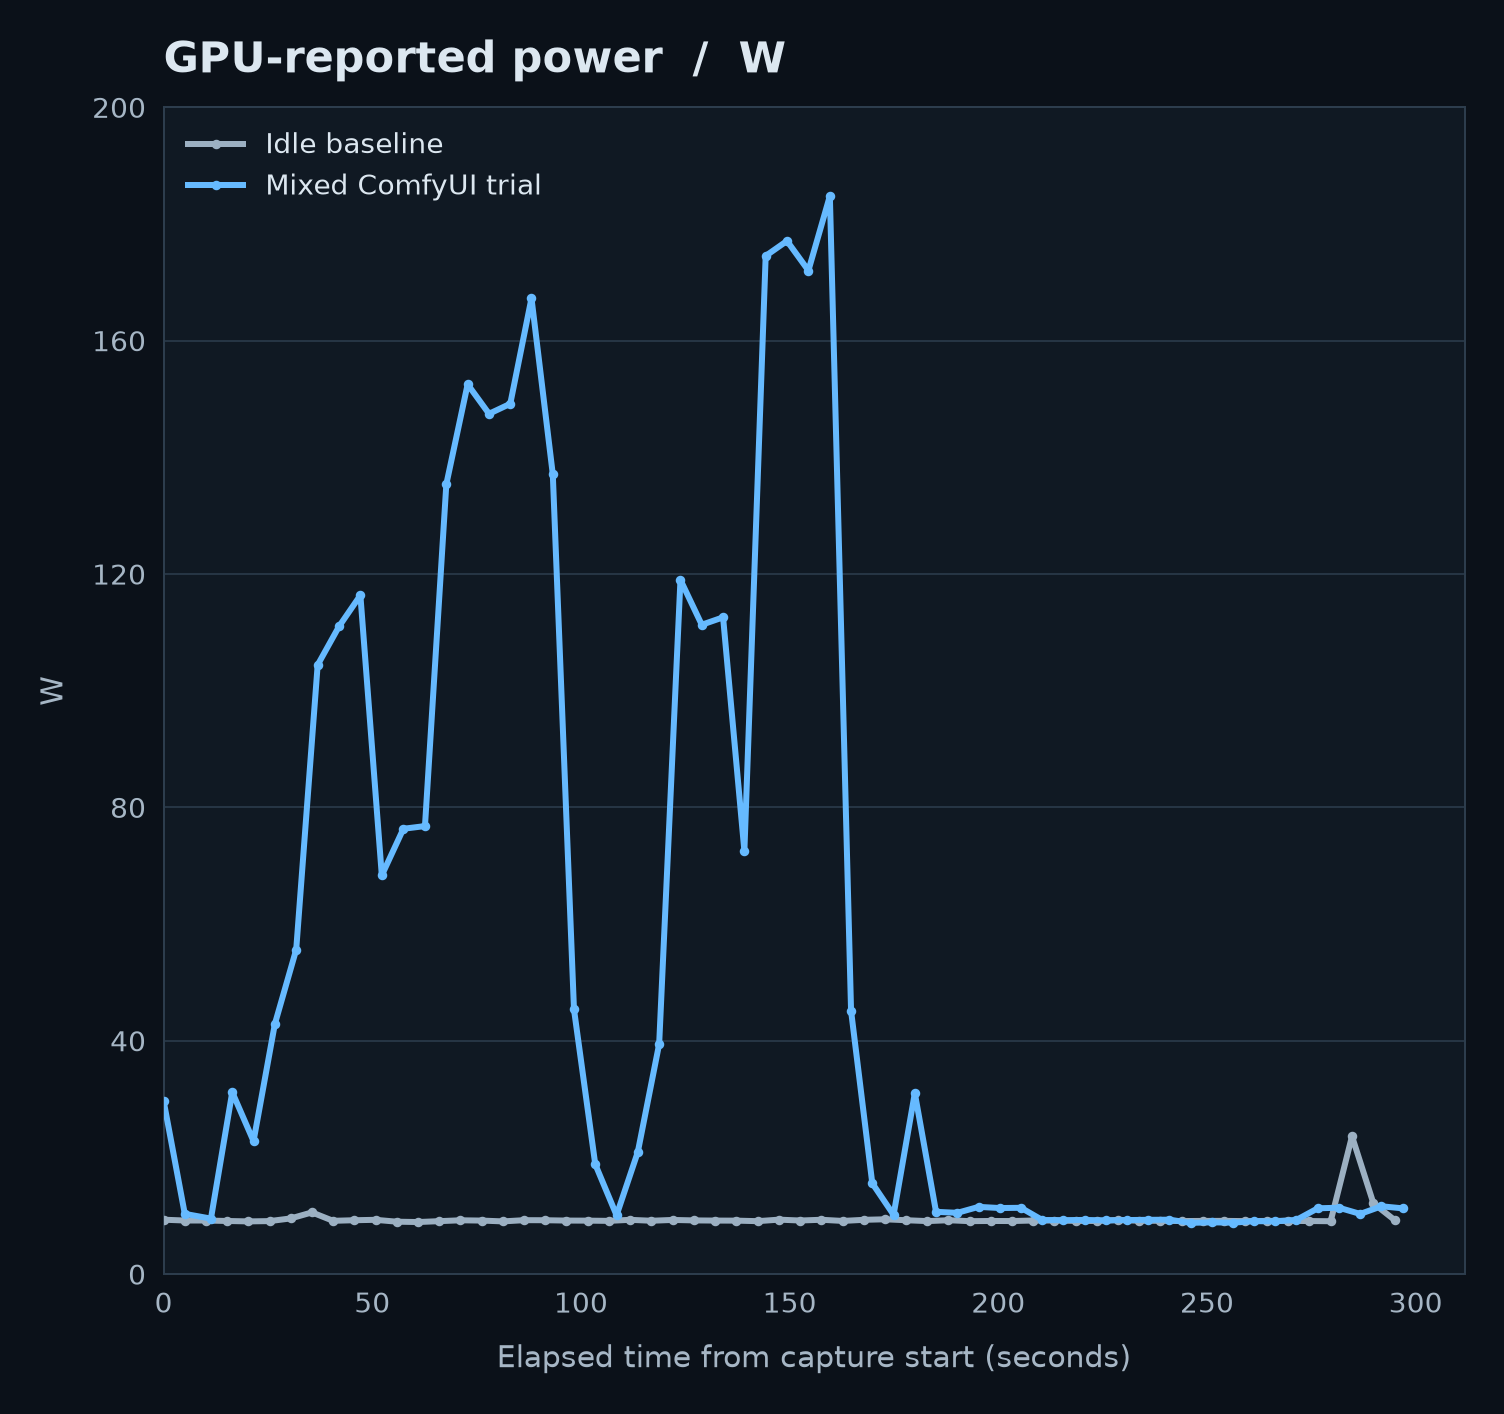 GPU-reported power / W
200
160
120
80
40
0
W
Idle baseline
Mixed ComfyUI trial
0 50 100 150 200 250 300
Elapsed time from capture start (seconds)